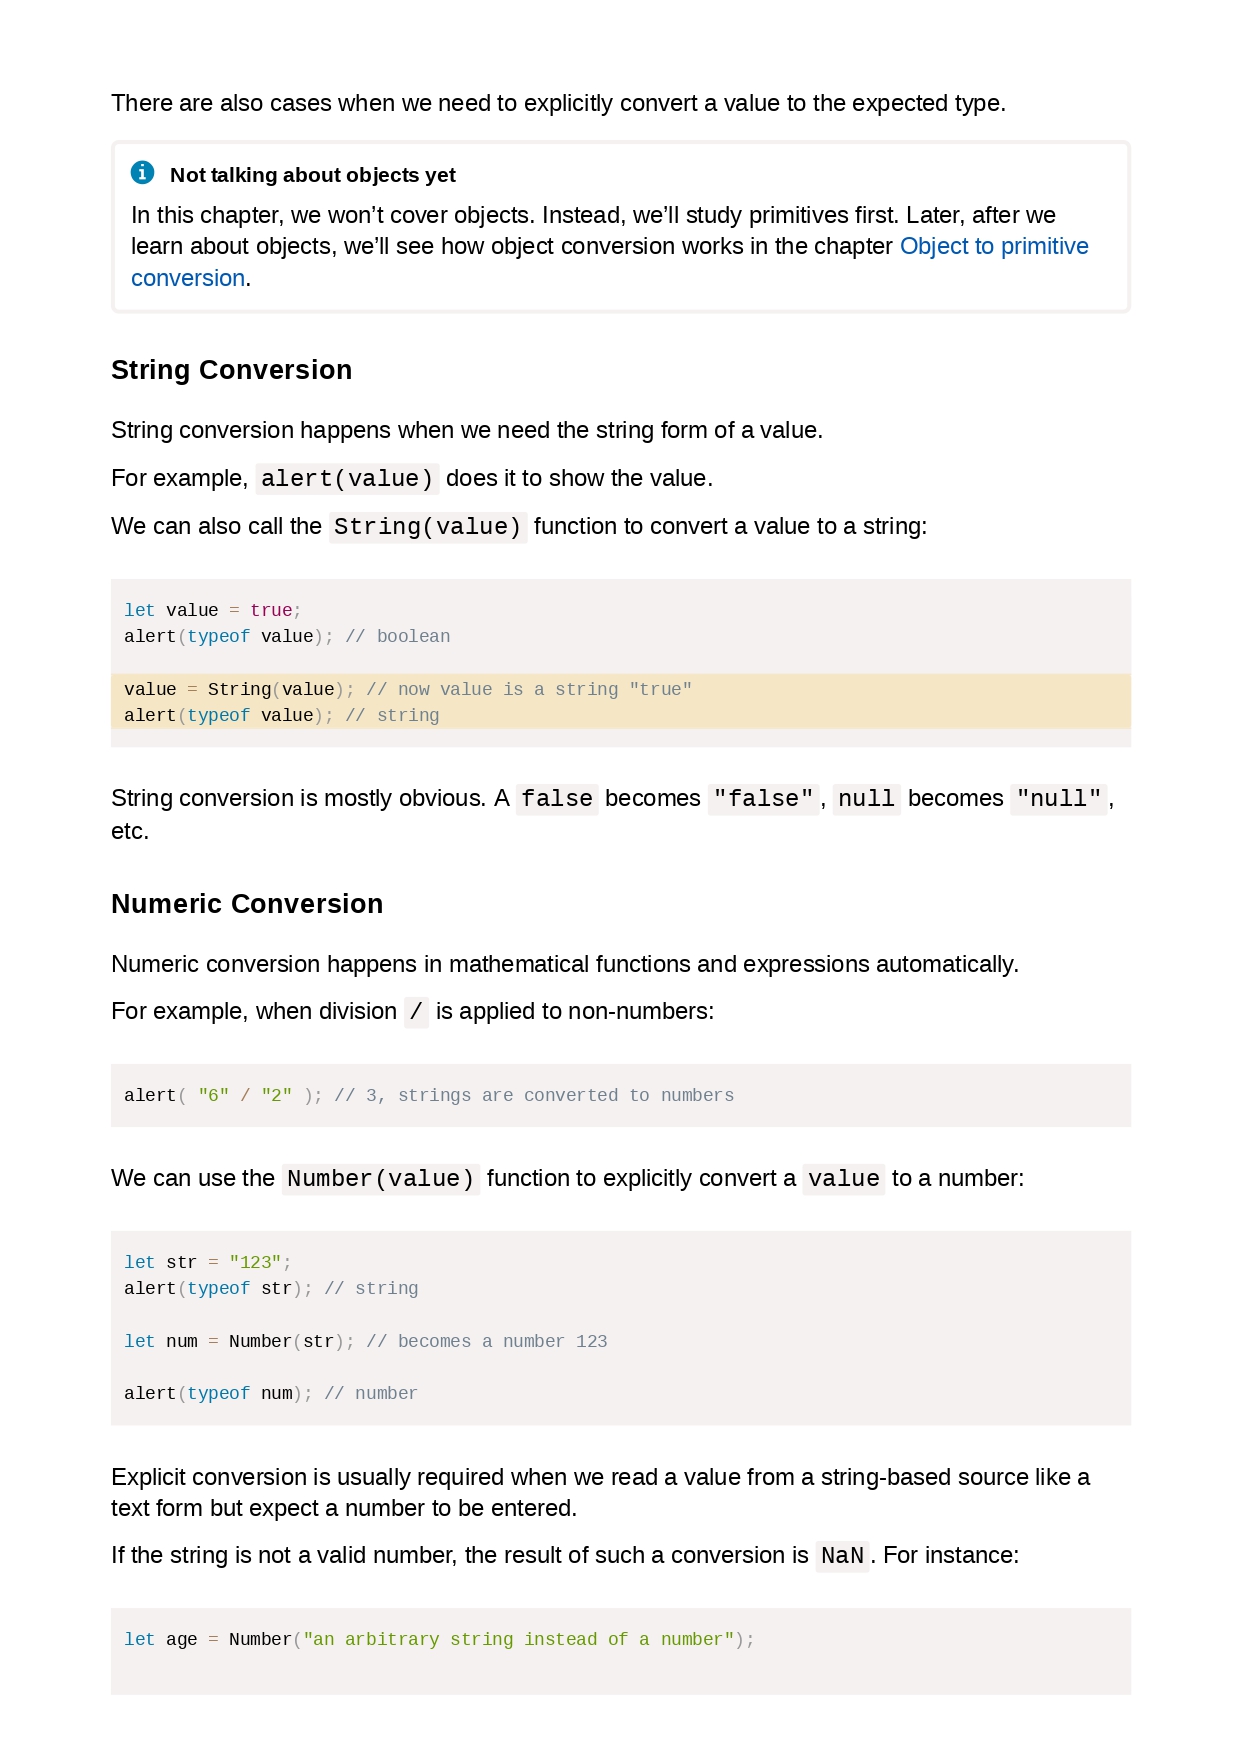 There are also cases when we need to explicitly convert a value to the expected type.
Not talking about objects yet
In this chapter, we won’t cover objects. Instead, we’ll study primitives first. Later, after we
learn about objects, we’ll see how object conversion works in the chapter Object to primitive
conversion.
String Conversion
String conversion happens when we need the string form of a value.
For example, alert(value) does it to show the value.
We can also call the String(value) function to convert a value to a string:
let value = true;
alert(typeof value); // boolean
value = String(value); // now value is a string "true"
alert(typeof value); // string
String conversion is mostly obvious. A false becomes "false", null becomes "null",
etc.
Numeric Conversion
Numeric conversion happens in mathematical functions and expressions automatically.
For example, when division / is applied to non-numbers:
alert( "6" / "2" ); // 3, strings are converted to numbers
We can use the Number(value) function to explicitly convert a value to a number:
let str = "123";
alert(typeof str); // string
let num = Number(str); // becomes a number 123
alert(typeof num); // number
Explicit conversion is usually required when we read a value from a string-based source like a
text form but expect a number to be entered.
If the string is not a valid number, the result of such a conversion is NaN. For instance:
let age = Number("an arbitrary string instead of a number");